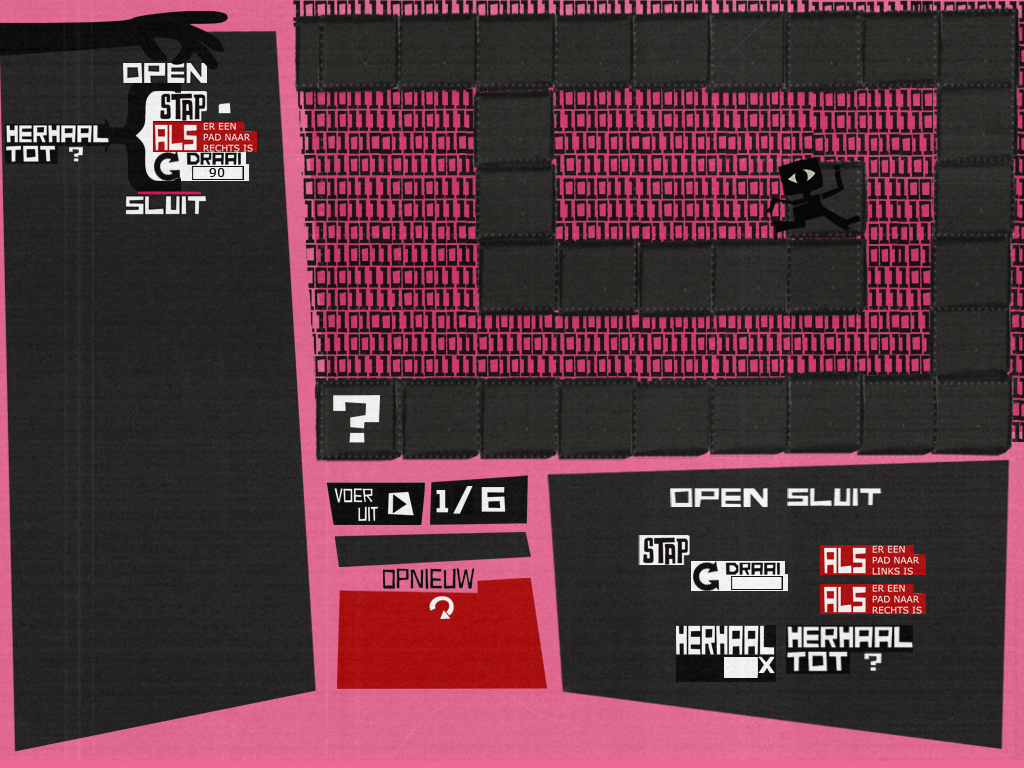 OPEN
STAP
HERHAAL
TOT ?
ALS
ER EEN
PAD NAAR
RECHTS IS
DRAAI
90
SLUIT
?
VOER
UIT
1/6
OPNIEUW
OPEN SLUIT
STAP
DRAAI
ALS
ER EEN
PAD NAAR
LINKS IS
ALS
ER EEN
PAD NAAR
RECHTS IS
HERHAAL
X
HERHAAL
TOT ?